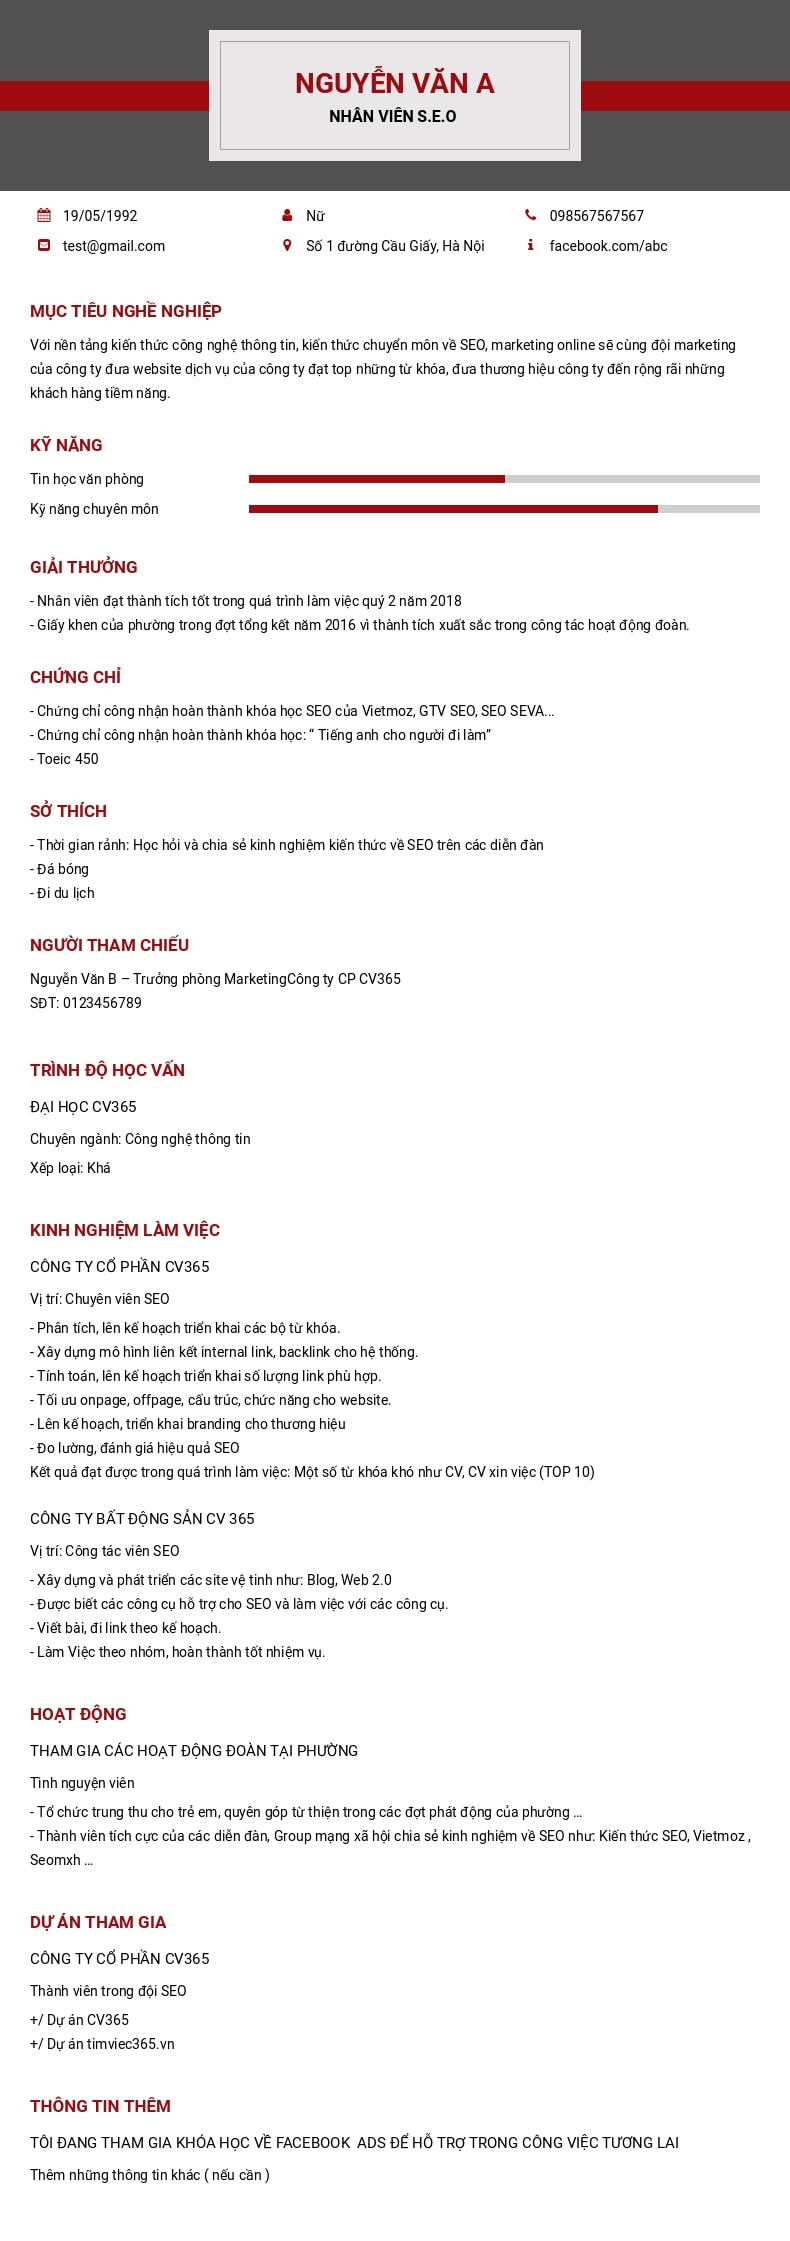 NGUYỄN VĂN A
NHÂN VIÊN S.E.O
19/05/1992
Nữ
098567567567
test@gmail.com
Số 1 đường Cầu Giấy, Hà Nội
facebook.com/abc
MỤC TIÊU NGHỀ NGHIỆP
Với nền tảng kiến thức công nghệ thông tin, kiến thức chuyển môn về SEO, marketing online sẽ cùng đội marketing
của công ty đưa website dịch vụ của công ty đạt top những từ khóa, đưa thương hiệu công ty đến rộng rãi những
khách hàng tiềm năng.
KỸ NĂNG
Tin học văn phòng
Kỹ năng chuyên môn
GIẢI THƯỞNG
- Nhân viên đạt thành tích tốt trong quá trình làm việc quý 2 năm 2018
- Giấy khen của phường trong đợt tổng kết năm 2016 vì thành tích xuất sắc trong công tác hoạt động đoàn.
CHỨNG CHỈ
- Chứng chỉ công nhận hoàn thành khóa học SEO của Vietmoz, GTV SEO, SEO SEVA...
- Chứng chỉ công nhận hoàn thành khóa học: “ Tiếng anh cho người đi làm”
- Toeic 450
SỞ THÍCH
- Thời gian rảnh: Học hỏi và chia sẻ kinh nghiệm kiến thức về SEO trên các diễn đàn
- Đá bóng
- Đi du lịch
NGƯỜI THAM CHIẾU
Nguyễn Văn B – Trưởng phòng MarketingCông ty CP CV365
SĐT: 0123456789
TRÌNH ĐỘ HỌC VẤN
ĐẠI HỌC CV365
Chuyên ngành: Công nghệ thông tin
Xếp loại: Khá
KINH NGHIỆM LÀM VIỆC
CÔNG TY CỔ PHẦN CV365
Vị trí: Chuyên viên SEO
- Phân tích, lên kế hoạch triển khai các bộ từ khóa.
- Xây dựng mô hình liên kết internal link, backlink cho hệ thống.
- Tính toán, lên kế hoạch triển khai số lượng link phù hợp.
- Tối ưu onpage, offpage, cấu trúc, chức năng cho website.
- Lên kế hoạch, triển khai branding cho thương hiệu
- Đo lường, đánh giá hiệu quả SEO
Kết quả đạt được trong quá trình làm việc: Một số từ khóa khó như CV, CV xin việc (TOP 10)
CÔNG TY BẤT ĐỘNG SẢN CV 365
Vị trí: Công tác viên SEO
- Xây dựng và phát triển các site vệ tinh như: Blog, Web 2.0
- Được biết các công cụ hỗ trợ cho SEO và làm việc với các công cụ.
- Viết bài, đi link theo kế hoạch.
- Làm Việc theo nhóm, hoàn thành tốt nhiệm vụ.
HOẠT ĐỘNG
THAM GIA CÁC HOẠT ĐỘNG ĐOÀN TẠI PHƯỜNG
Tình nguyện viên
- Tổ chức trung thu cho trẻ em, quyên góp từ thiện trong các đợt phát động của phường ...
- Thành viên tích cực của các diễn đàn, Group mạng xã hội chia sẻ kinh nghiệm về SEO như: Kiến thức SEO, Vietmoz ,
Seomxh ...
DỰ ÁN THAM GIA
CÔNG TY CỔ PHẦN CV365
Thành viên trong đội SEO
+/ Dự án CV365
+/ Dự án timviec365.vn
THÔNG TIN THÊM
TÔI ĐANG THAM GIA KHÓA HỌC VỀ FACEBOOK  ADS ĐỂ HỖ TRỢ TRONG CÔNG VIỆC TƯƠNG LAI
Thêm những thông tin khác ( nếu cần )